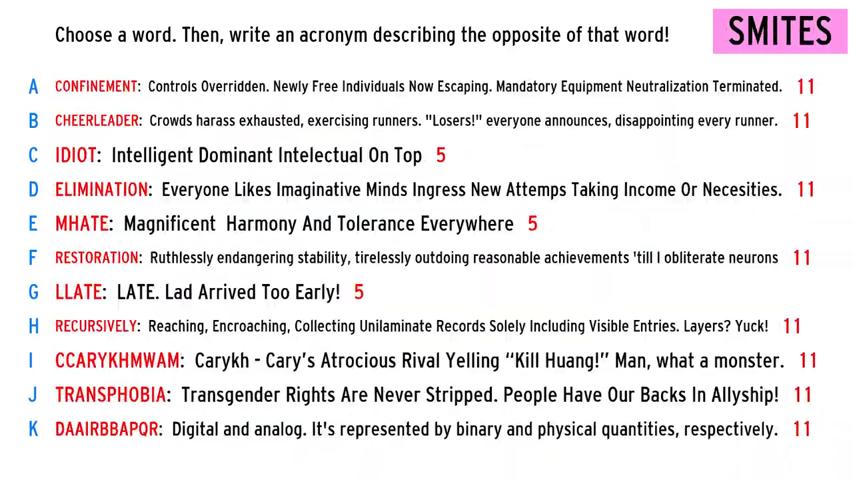 Choose a word. Then, write an acronym describing the opposite of that word!
SMITES
A CONFINEMENT: Controls Overridden. Newly Free Individuals Now Escaping. Mandatory Equipment Neutralization Terminated. 11
B CHEERLEADER: Crowds harass exhausted, exercising runners. "Losers!" everyone announces, disappointing every runner. 11
C IDIOT: Intelligent Dominant Intelectual On Top 5
D ELIMINATION: Everyone Likes Imaginative Minds Ingress New Attemps Taking Income Or Necesities. 11
E MHATE: Magnificent Harmony And Tolerance Everywhere 5
F RESTORATION: Ruthlessly endangering stability, tirelessly outdoing reasonable achievements 'till I obliterate neurons 11
G LLATE: LATE. Lad Arrived Too Early! 5
H RECURSIVELY: Reaching, Encroaching, Collecting Unilaminate Records Solely Including Visible Entries. Layers? Yuck! 11
I CCARYKHMWAM: Carykh - Cary's Atrocious Rival Yelling "Kill Huang!" Man, what a monster. 11
J TRANSPHOBIA: Transgender Rights Are Never Stripped. People Have Our Backs In Allyship! 11
K DAAIRBBAPQR: Digital and analog. It's represented by binary and physical quantities, respectively. 11